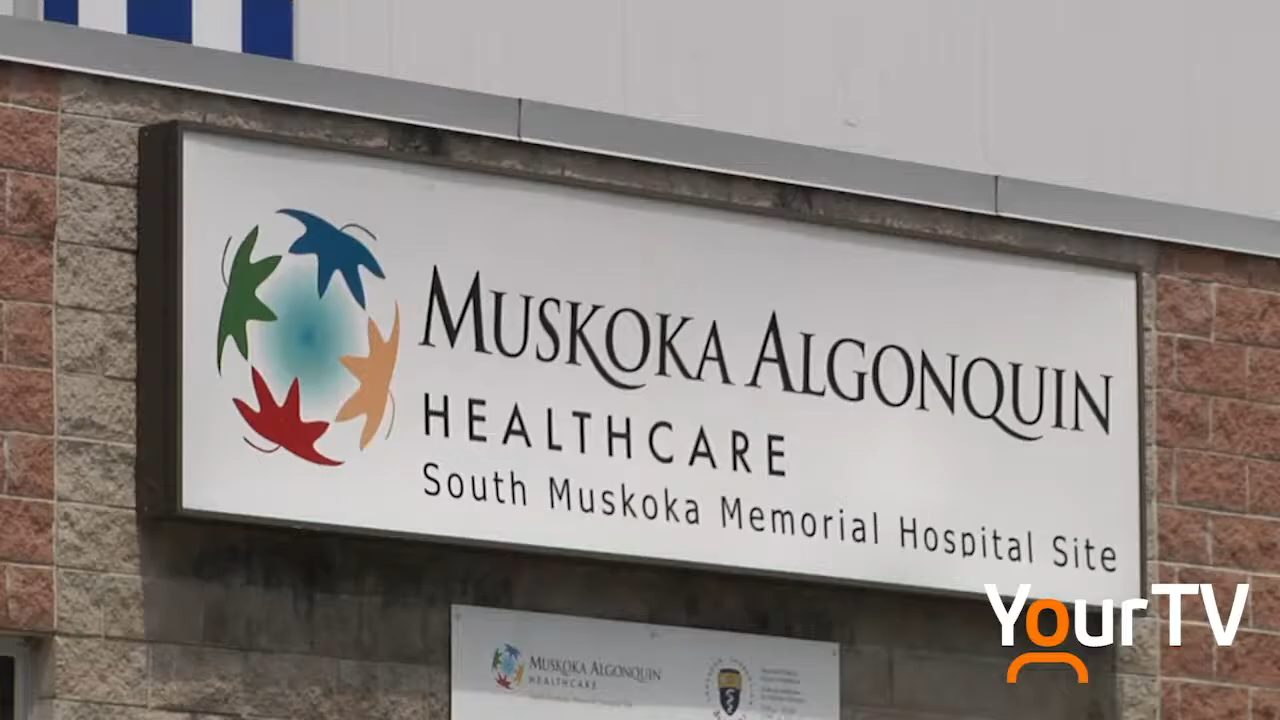 MUSKOKA ALGONQUIN
HEALTHCARE
South Muskoka Memorial Hospital Site
YourTV
MUSKOKA ALGONQUIN
HEALTHCARE